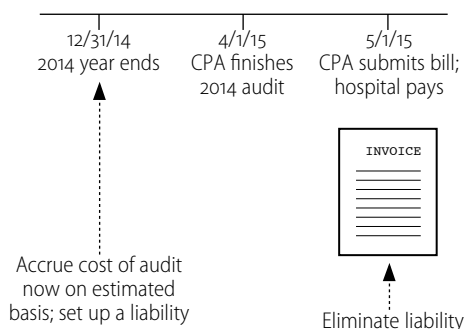 12/31/14
2014 year ends
4/1/15
CPA finishes
2014 audit
5/1/15
CPA submits bill;
hospital pays
INVOICE
Accrue cost of audit
now on estimated
basis; set up a liability
Eliminate liability